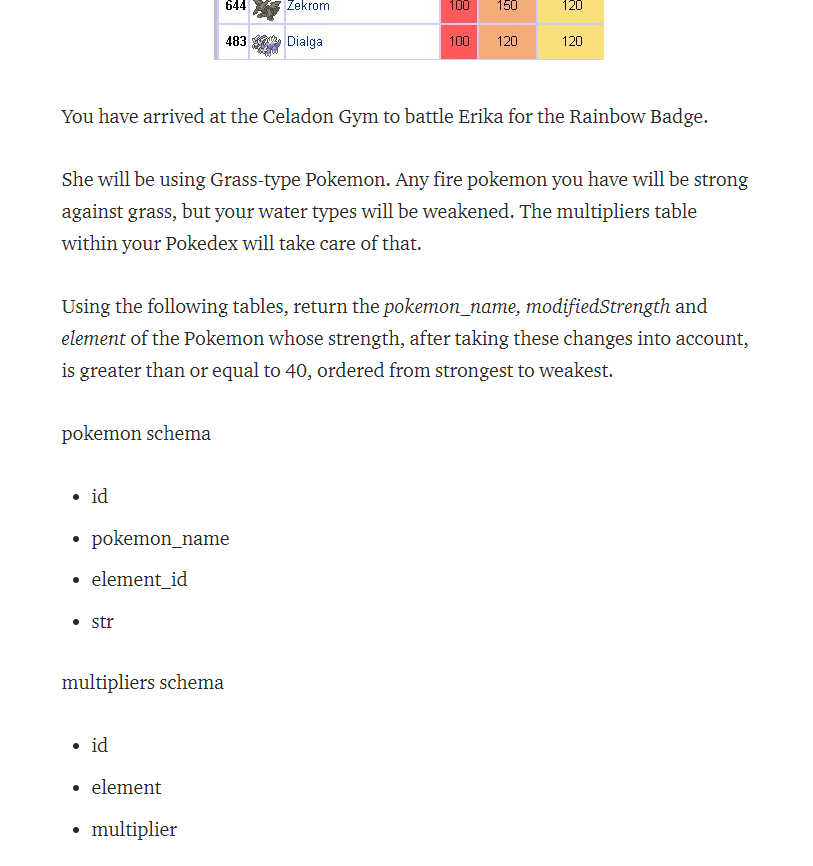 644 Zekrom 100 150 120
483 Dialga 100 120 120
You have arrived at the Celadon Gym to battle Erika for the Rainbow Badge.
She will be using Grass-type Pokemon. Any fire pokemon you have will be strong
against grass, but your water types will be weakened. The multipliers table
within your Pokedex will take care of that.
Using the following tables, return the pokemon_name, modifiedStrength and
element of the Pokemon whose strength, after taking these changes into account,
is greater than or equal to 40, ordered from strongest to weakest.
pokemon schema
• id
• pokemon_name
• element_id
• str
multipliers schema
• id
• element
• multiplier